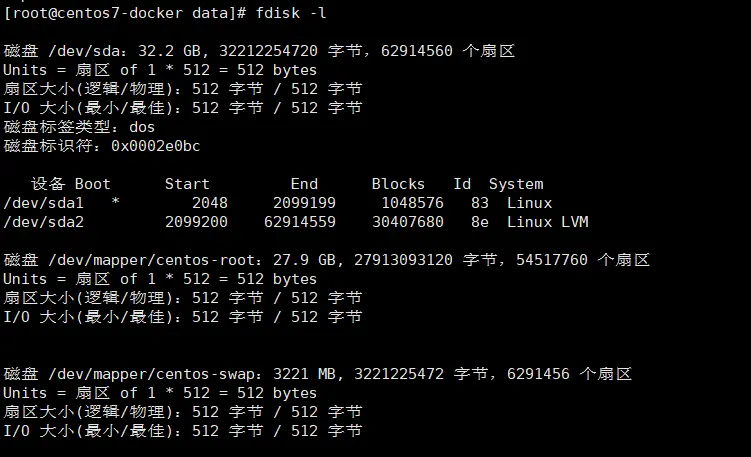 [root@centos7-docker data]# fdisk -l
磁盘 /dev/sda：32.2 GB, 32212254720 字节，62914560 个扇区
Units = 扇区 of 1 * 512 = 512 bytes
扇区大小(逻辑/物理)：512 字节 / 512 字节
I/O 大小(最小/最佳)：512 字节 / 512 字节
磁盘标签类型：dos
磁盘标识符：0x0002e0bc
设备 Boot      Start         End      Blocks   Id  System
/dev/sda1   *        2048     2099199     1048576   83  Linux
/dev/sda2         2099200    62914559    30407680   8e  Linux LVM
磁盘 /dev/mapper/centos-root：27.9 GB, 27913093120 字节，54517760 个扇区
Units = 扇区 of 1 * 512 = 512 bytes
扇区大小(逻辑/物理)：512 字节 / 512 字节
I/O 大小(最小/最佳)：512 字节 / 512 字节
磁盘 /dev/mapper/centos-swap：3221 MB, 3221225472 字节，6291456 个扇区
Units = 扇区 of 1 * 512 = 512 bytes
扇区大小(逻辑/物理)：512 字节 / 512 字节
I/O 大小(最小/最佳)：512 字节 / 512 字节